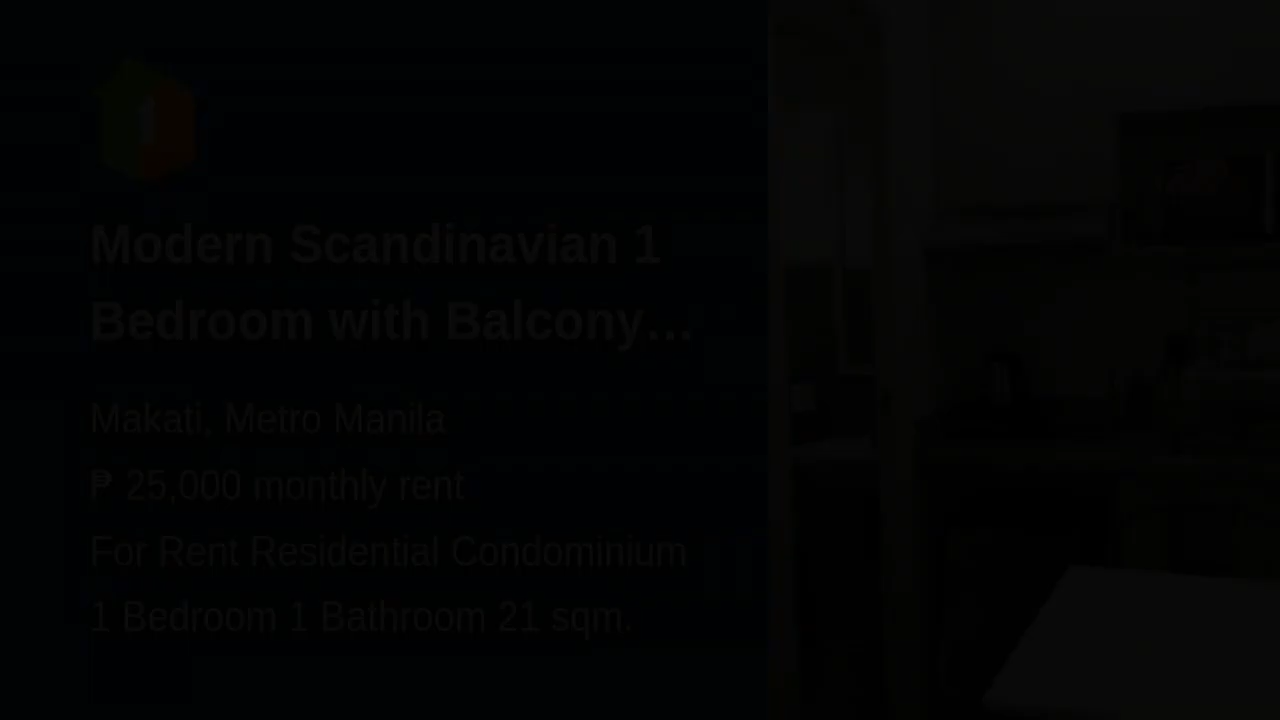 Modern Scandinavian 1
Bedroom with Balcony...
Makati, Metro Manila
₱ 25,000 monthly rent
For Rent Residential Condominium
1 Bedroom 1 Bathroom 21 sqm.